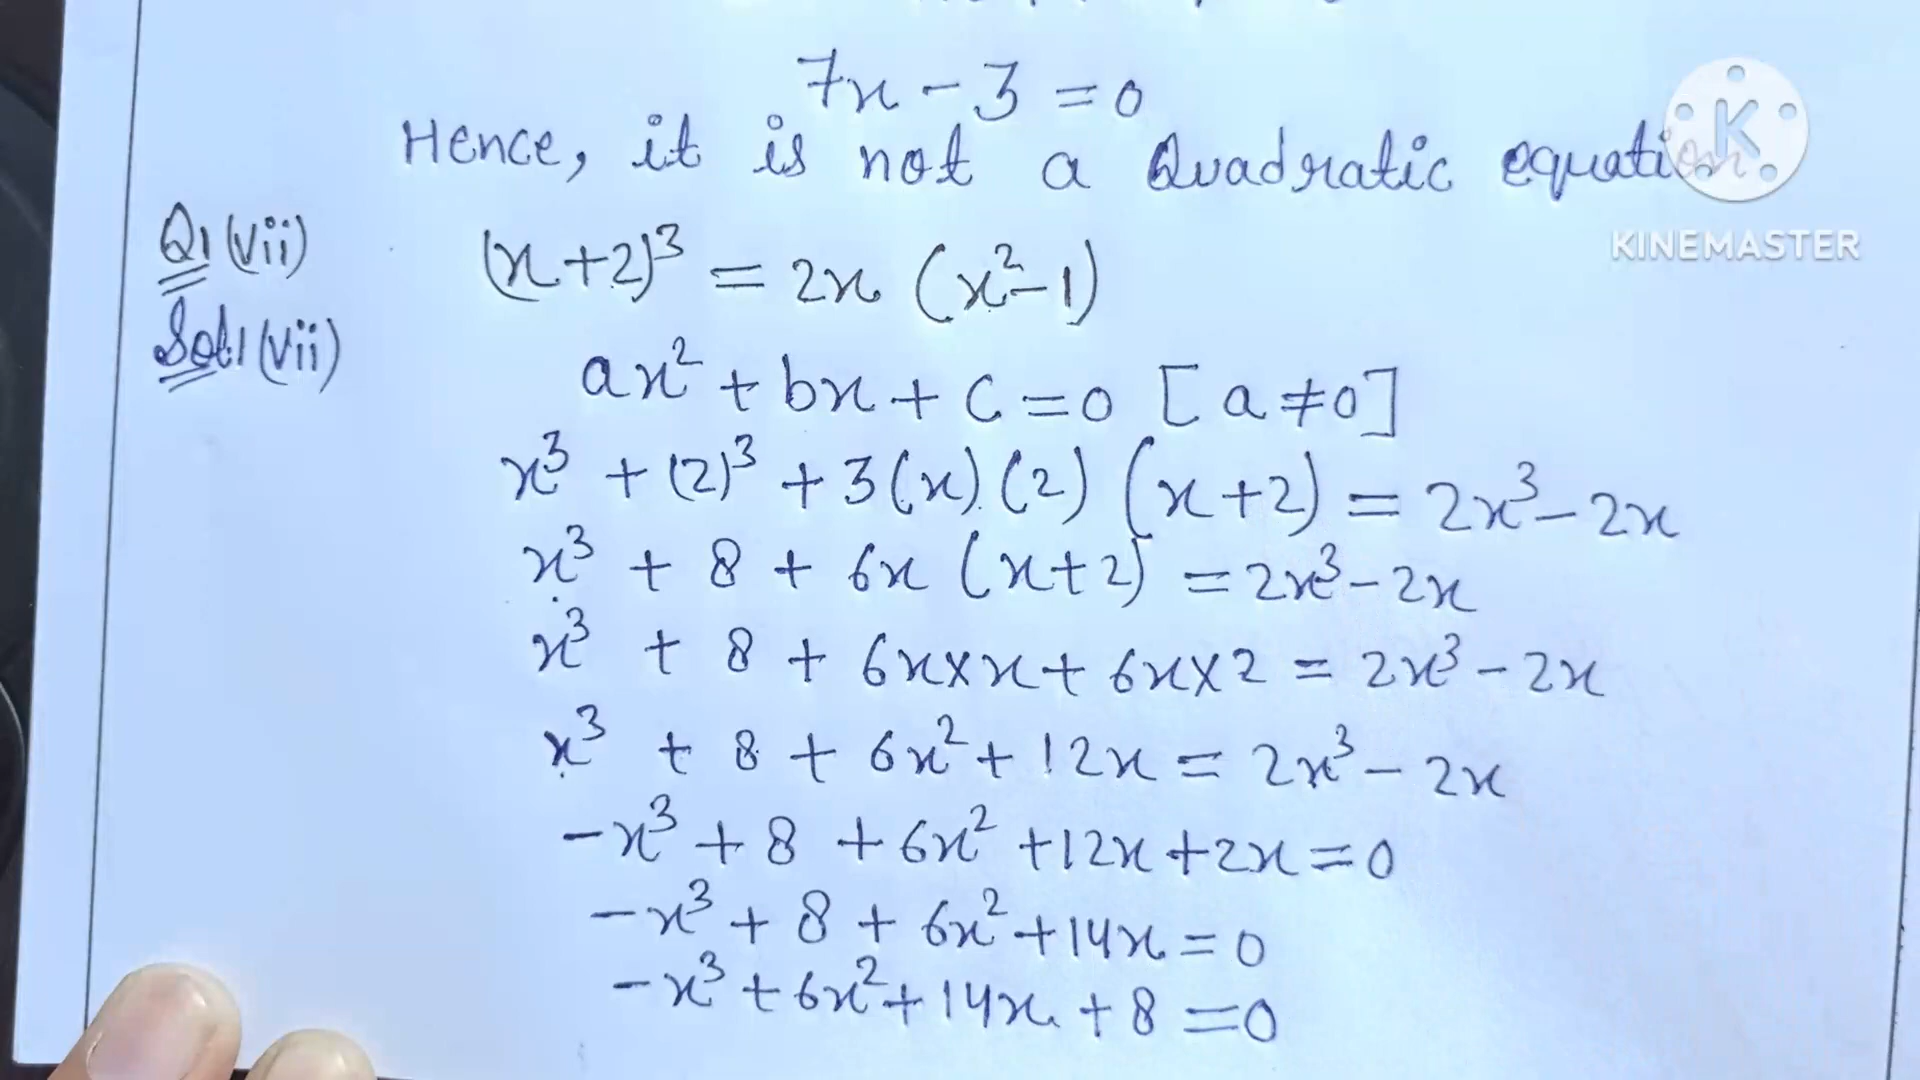 7x - 3 = 0
Hence, it is not a Quadratic equation
K
KINEMASTER
Q1(vii) (x+2)³ = 2x (x²-1)
Sol1(vii)
ax² + bx + c = 0 [a ≠ 0]
x³ + (2)³ + 3(x)(2) (x+2) = 2x³ - 2x
x³ + 8 + 6x (x+2) = 2x³ - 2x
x³ + 8 + 6x×x + 6x×2 = 2x³ - 2x
x³ + 8 + 6x² + 12x = 2x³ - 2x
-x³ + 8 + 6x² + 12x + 2x = 0
-x³ + 8 + 6x² + 14x = 0
-x³ + 6x² + 14x + 8 = 0